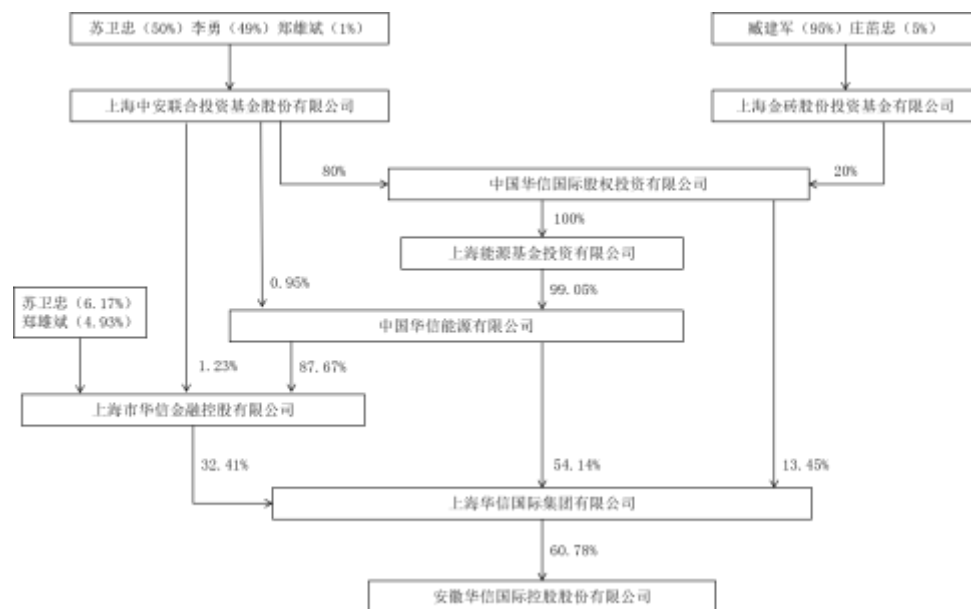 苏卫忠（50%）李勇（49%）郑雄斌（1%）
臧建军（95%）庄苗忠（5%）
上海中安联合投资基金股份有限公司
上海金砖股份投资基金有限公司
80%
20%
中国华信国际股权投资有限公司
100%
上海能源基金投资有限公司
0.95%
99.05%
苏卫忠（6.17%）
郑雄斌（4.93%）
中国华信能源有限公司
1.23%
87.67%
上海市华信金融控股有限公司
32.41%
54.14%
13.45%
上海华信国际集团有限公司
60.78%
安徽华信国际控股股份有限公司